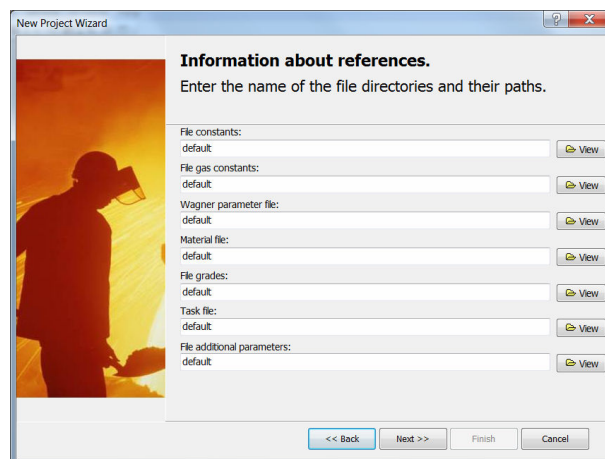 New Project Wizard
Information about references.
Enter the name of the file directories and their paths.
File constants:
default
View
File gas constants:
default
View
Wagner parameter file:
default
View
Material file:
default
View
File grades:
default
View
Task file:
default
View
File additional parameters:
default
View
<< Back
Next >>
Finish
Cancel